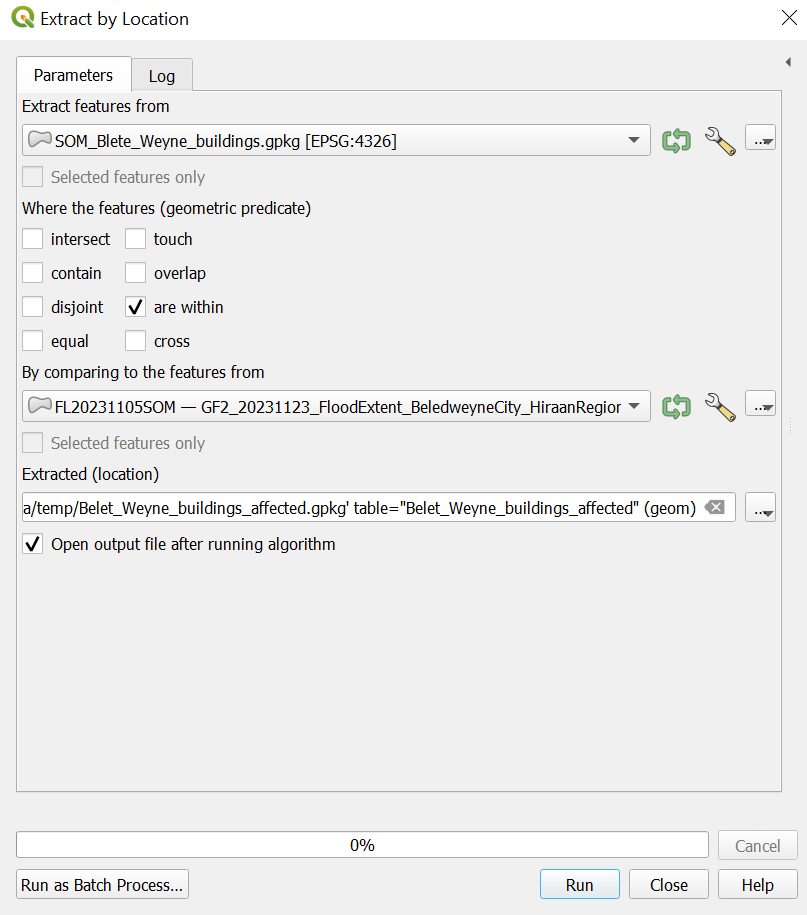 Extract by Location
Parameters
Log
Extract features from
SOM_Blete_Weyne_buildings.gpkg [EPSG:4326]
...
Selected features only
Where the features (geometric predicate)
intersect touch
contain overlap
disjoint are within
equal cross
By comparing to the features from
FL20231105SOM — GF2_20231123_FloodExtent_BeledweyneCity_HiraanRegior
...
Selected features only
Extracted (location)
a/temp/Belet_Weyne_buildings_affected.gpkg' table="Belet_Weyne_buildings_affected" (geom)
...
Open output file after running algorithm
0%
Cancel
Run as Batch Process...
Run
Close
Help